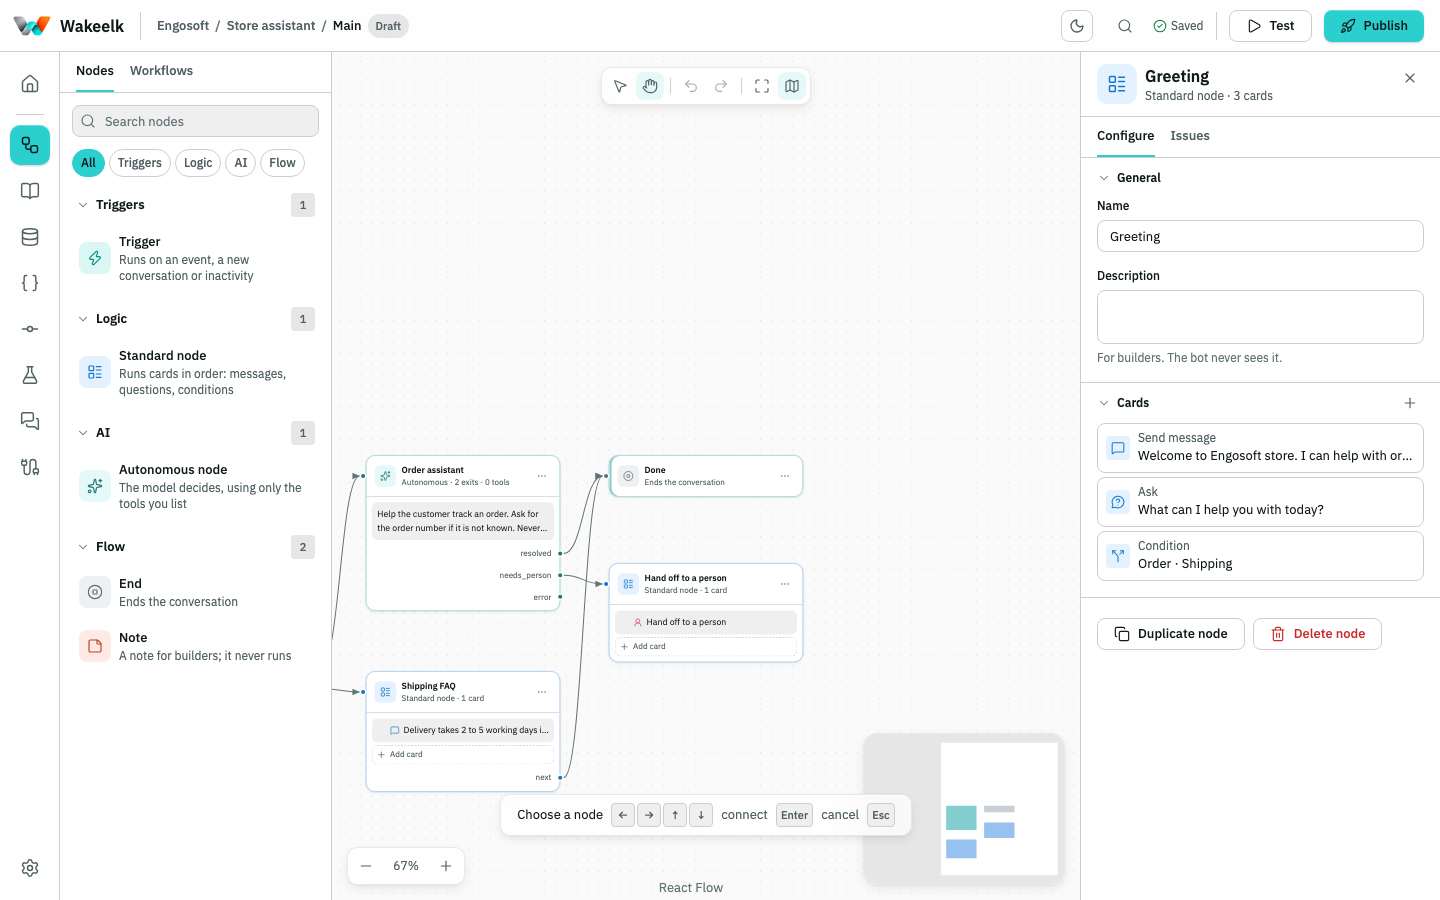 Wakeelk
Engosoft / Store assistant / Main Draft
Saved
Test
Publish
Nodes Workflows
Search nodes
All Triggers Logic AI Flow
Triggers 1
Trigger
Runs on an event, a new
conversation or inactivity
Logic 1
Standard node
Runs cards in order: messages,
questions, conditions
AI 1
Autonomous node
The model decides, using only the
tools you list
Flow 2
End
Ends the conversation
Note
A note for builders; it never runs
Order assistant
Autonomous · 2 exits · 0 tools
Help the customer track an order. Ask for
the order number if it is not known. Never...
resolved
needs_person
error
Done
Ends the conversation
Hand off to a person
Standard node · 1 card
Hand off to a person
Add card
Shipping FAQ
Standard node · 1 card
Delivery takes 2 to 5 working days i...
Add card
next
Choose a node ← → ↑ ↓ connect Enter cancel Esc
67%
React Flow
Greeting
Standard node · 3 cards
Configure Issues
General
Name
Greeting
Description
For builders. The bot never sees it.
Cards
Send message
Welcome to Engosoft store. I can help with or...
Ask
What can I help you with today?
Condition
Order · Shipping
Duplicate node
Delete node